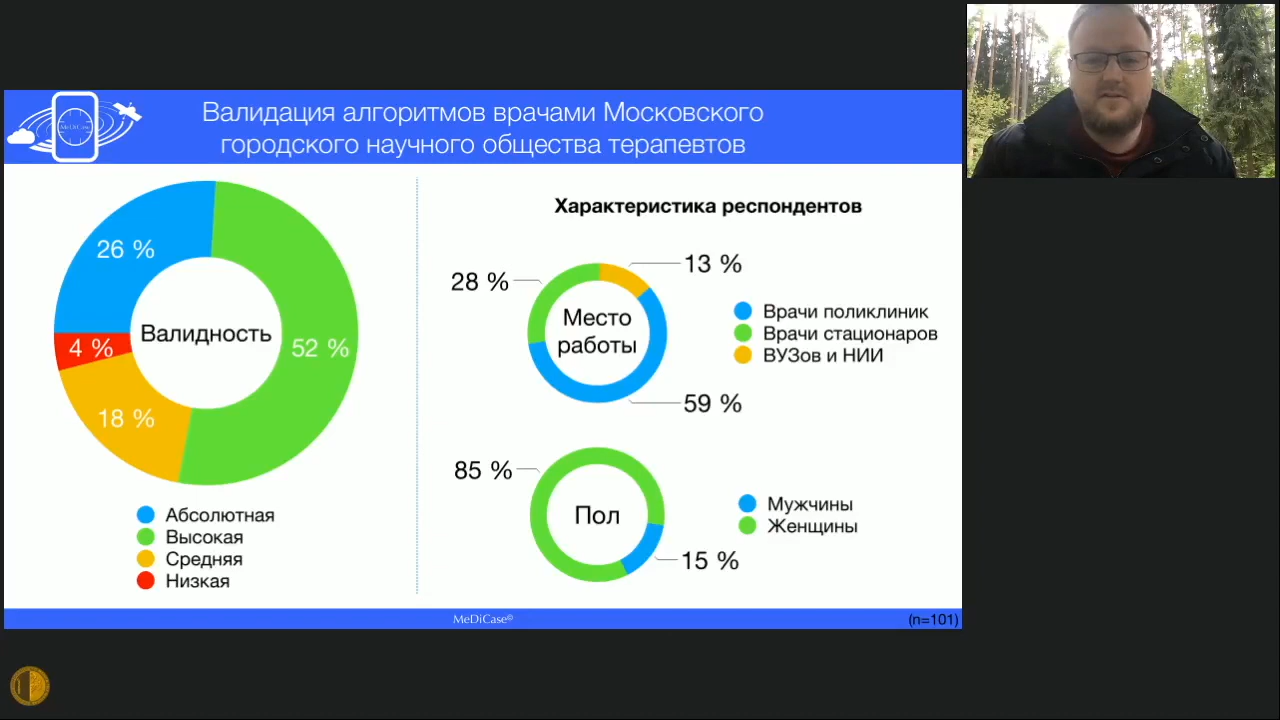 MeDiCase
Валидация алгоритмов врачами Московского
городского научного общества терапевтов
26 %
52 %
4 %
18 %
Валидность
Абсолютная
Высокая
Средняя
Низкая
Характеристика респондентов
28 %
13 %
59 %
Место
работы
Врачи поликлиник
Врачи стационаров
ВУЗов и НИИ
85 %
15 %
Пол
Мужчины
Женщины
MeDiCase©
(n=101)